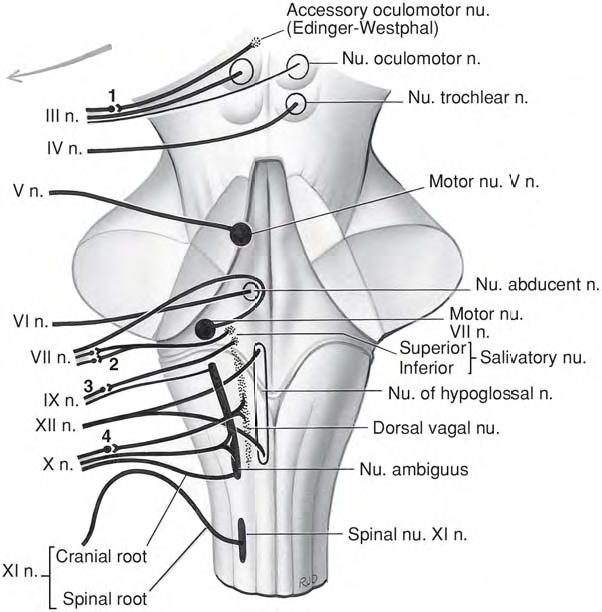 Accessory oculomotor nu.
(Edinger-Westphal)
Nu. oculomotor n.
1
III n.
Nu. trochlear n.
IV n.
V n.
Motor nu. V n.
Nu. abducent n.
VI n.
Motor nu.
VII n.
VII n.
2
Superior
Inferior
Salivatory nu.
3
IX n.
Nu. of hypoglossal n.
XII n.
4
Dorsal vagal nu.
X n.
Nu. ambiguus
Spinal nu. XI n.
XI n.
Cranial root
Spinal root
RJD